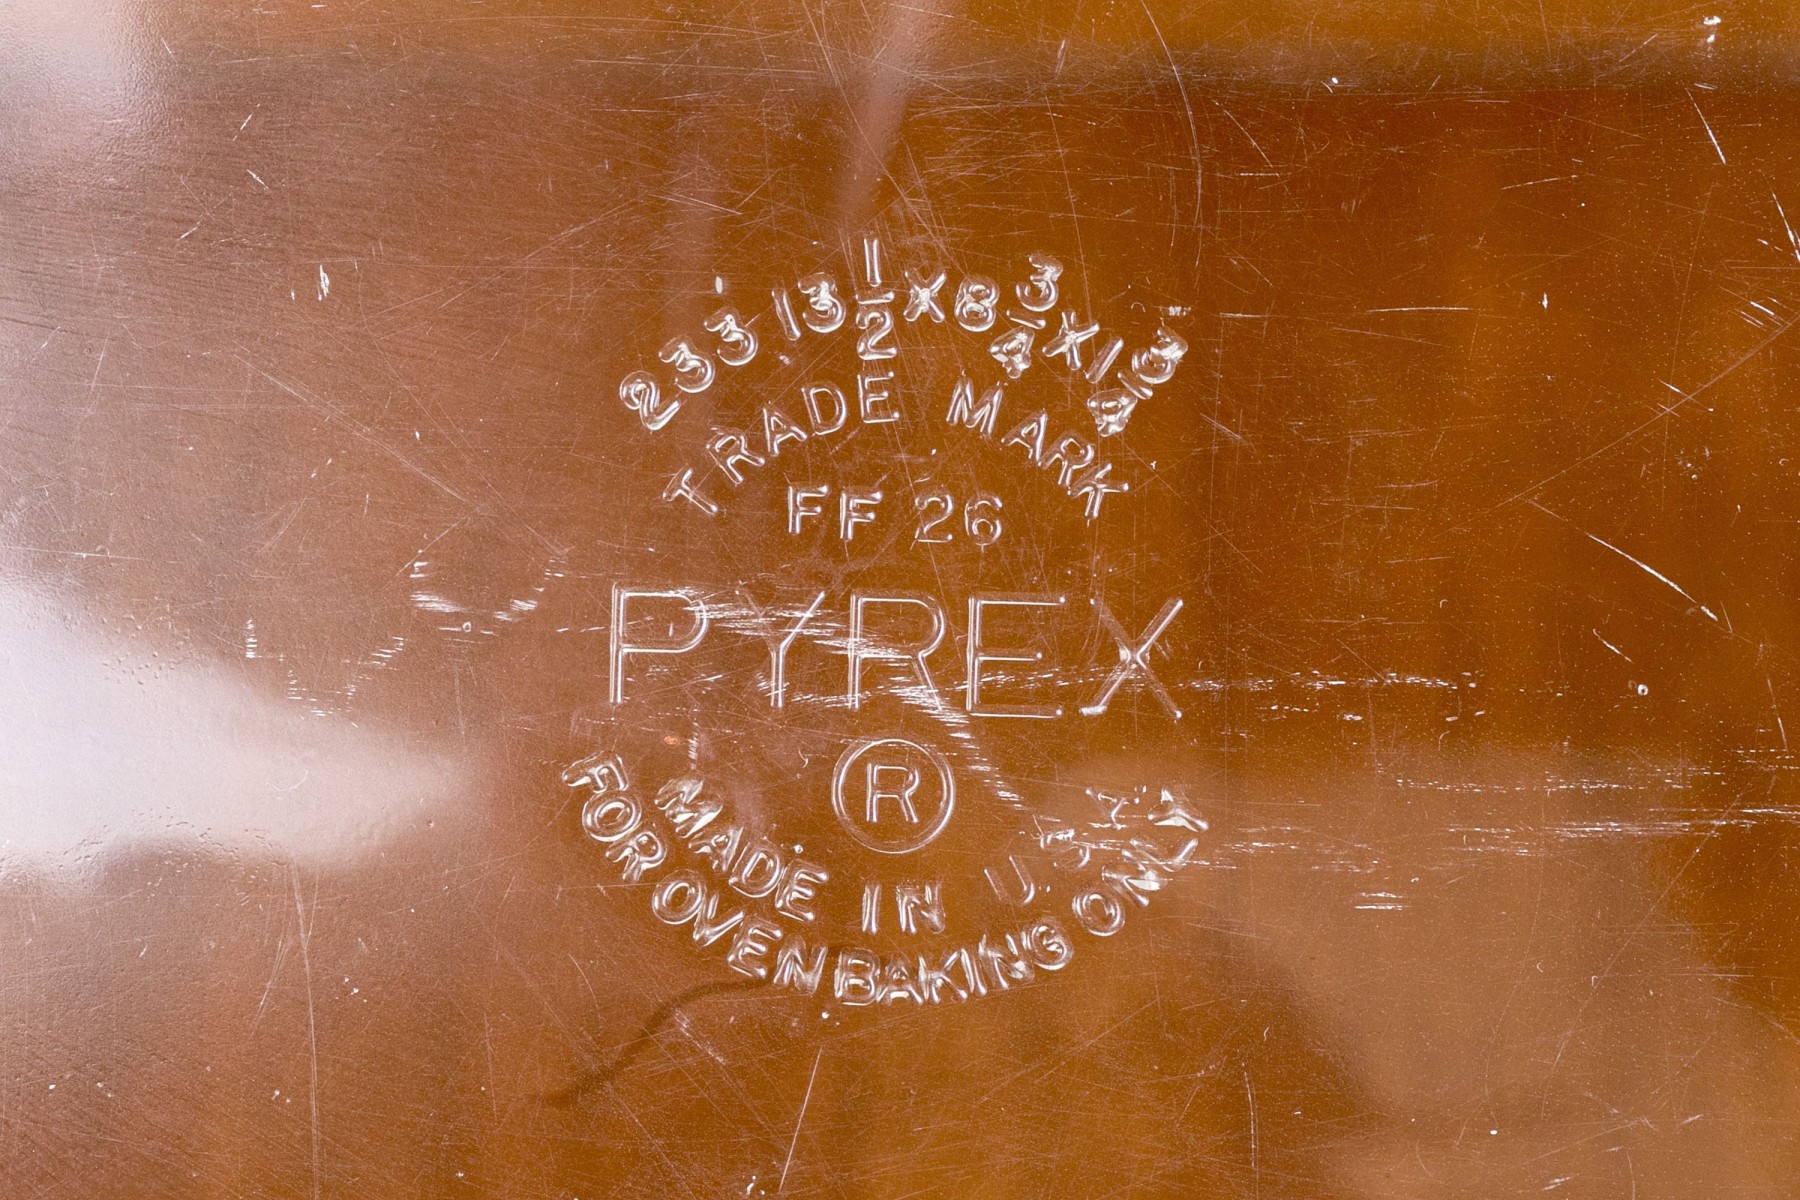 233 13 1/2 X 8 3/4 X 1 3/4
TRADE MARK
FF 26
PYREX
®
MADE IN U.S.A.
FOR OVEN BAKING ONLY